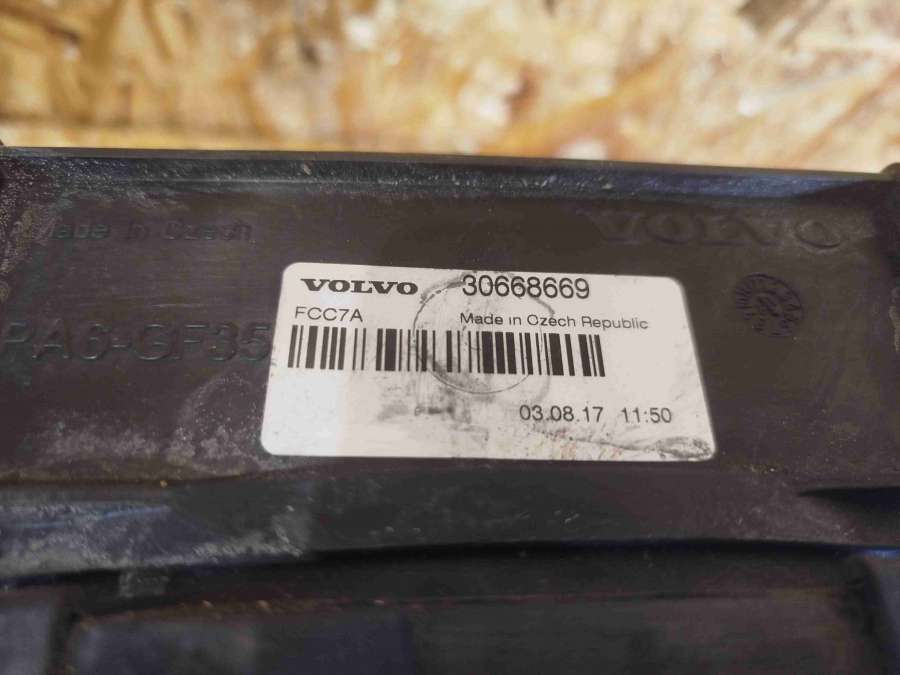 Made in Czech
VOLVO
VOLVO 30668669
FCC7A
Made in Czech Republic
PA6-GF35
03.08.17 11:50